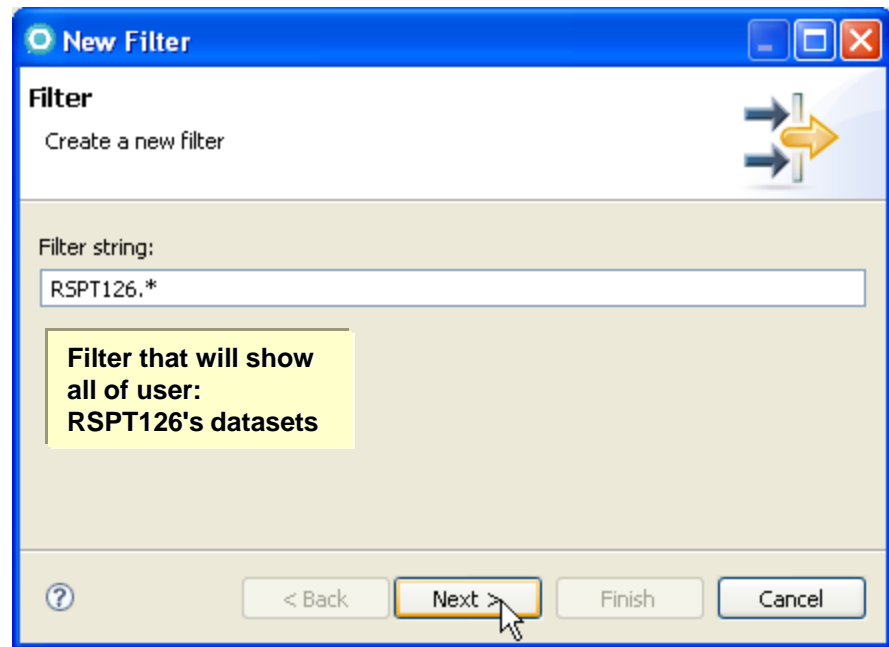 New Filter
Filter
Create a new filter
Filter string:
RSPT126.*
Filter that will show
all of user:
RSPT126's datasets
?
< Back
Next >
Finish
Cancel